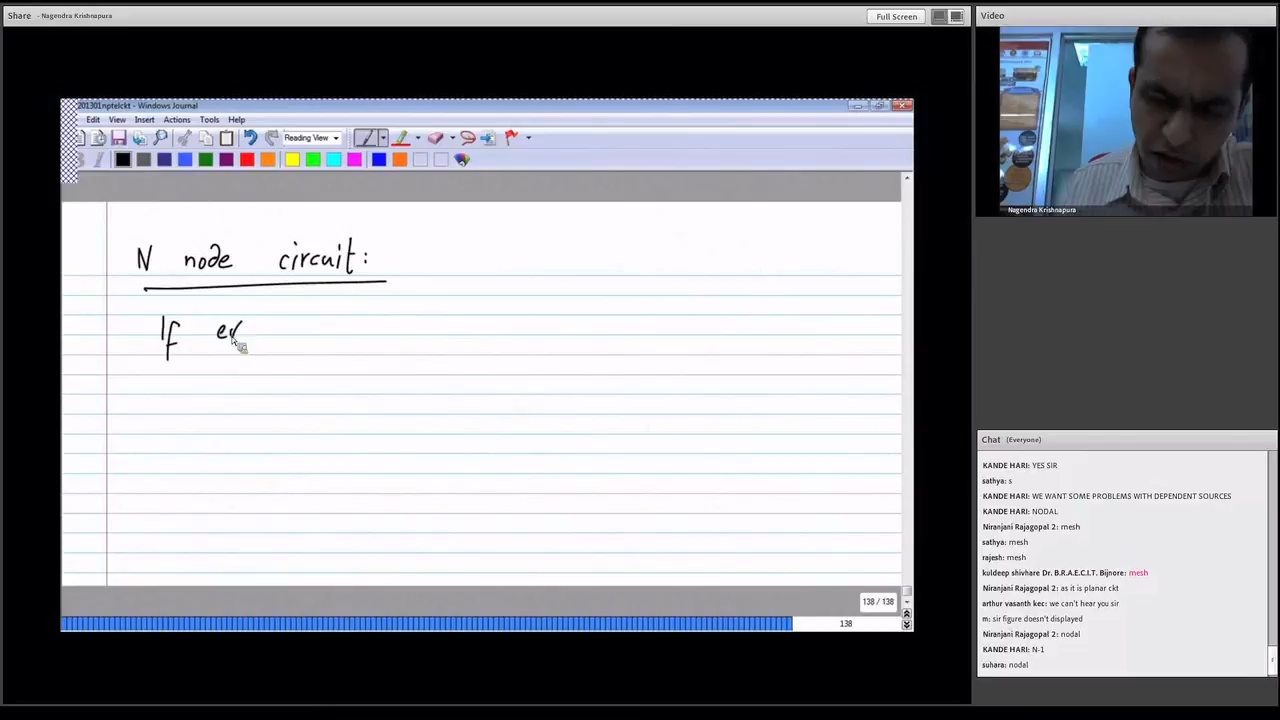 Share - Nagendra Krishnapura
Full Screen
Video
201301nptelckt - Windows Journal
Edit View Insert Actions Tools Help
Reading View
Nagendra Krishnapura
N node circuit:
If ev
138 / 138
138
Chat (Everyone)
KANDE HARI: YES SIR
sathya: s
KANDE HARI: WE WANT SOME PROBLEMS WITH DEPENDENT SOURCES
KANDE HARI: NODAL
Niranjani Rajagopal 2: mesh
sathya: mesh
rajesh: mesh
kuldeep shivhare Dr. B.R.A.E.C.I.T. Bijnore: mesh
Niranjani Rajagopal 2: as it is planar ckt
arthur vasanth kec: we can't hear you sir
m: sir figure doesn't displayed
Niranjani Rajagopal 2: nodal
KANDE HARI: N-1
suhara: nodal